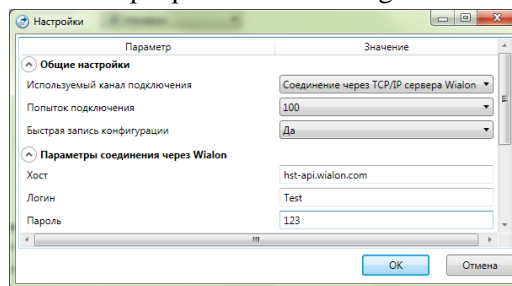 Настройки
Параметр Значение
Общие настройки
Используемый канал подключения Соединение через TCP/IP сервера Wialon
Попыток подключения 100
Быстрая запись конфигурации Да
Параметры соединения через Wialon
Хост hst-api.wialon.com
Логин Test
Пароль 123
OK Отмена